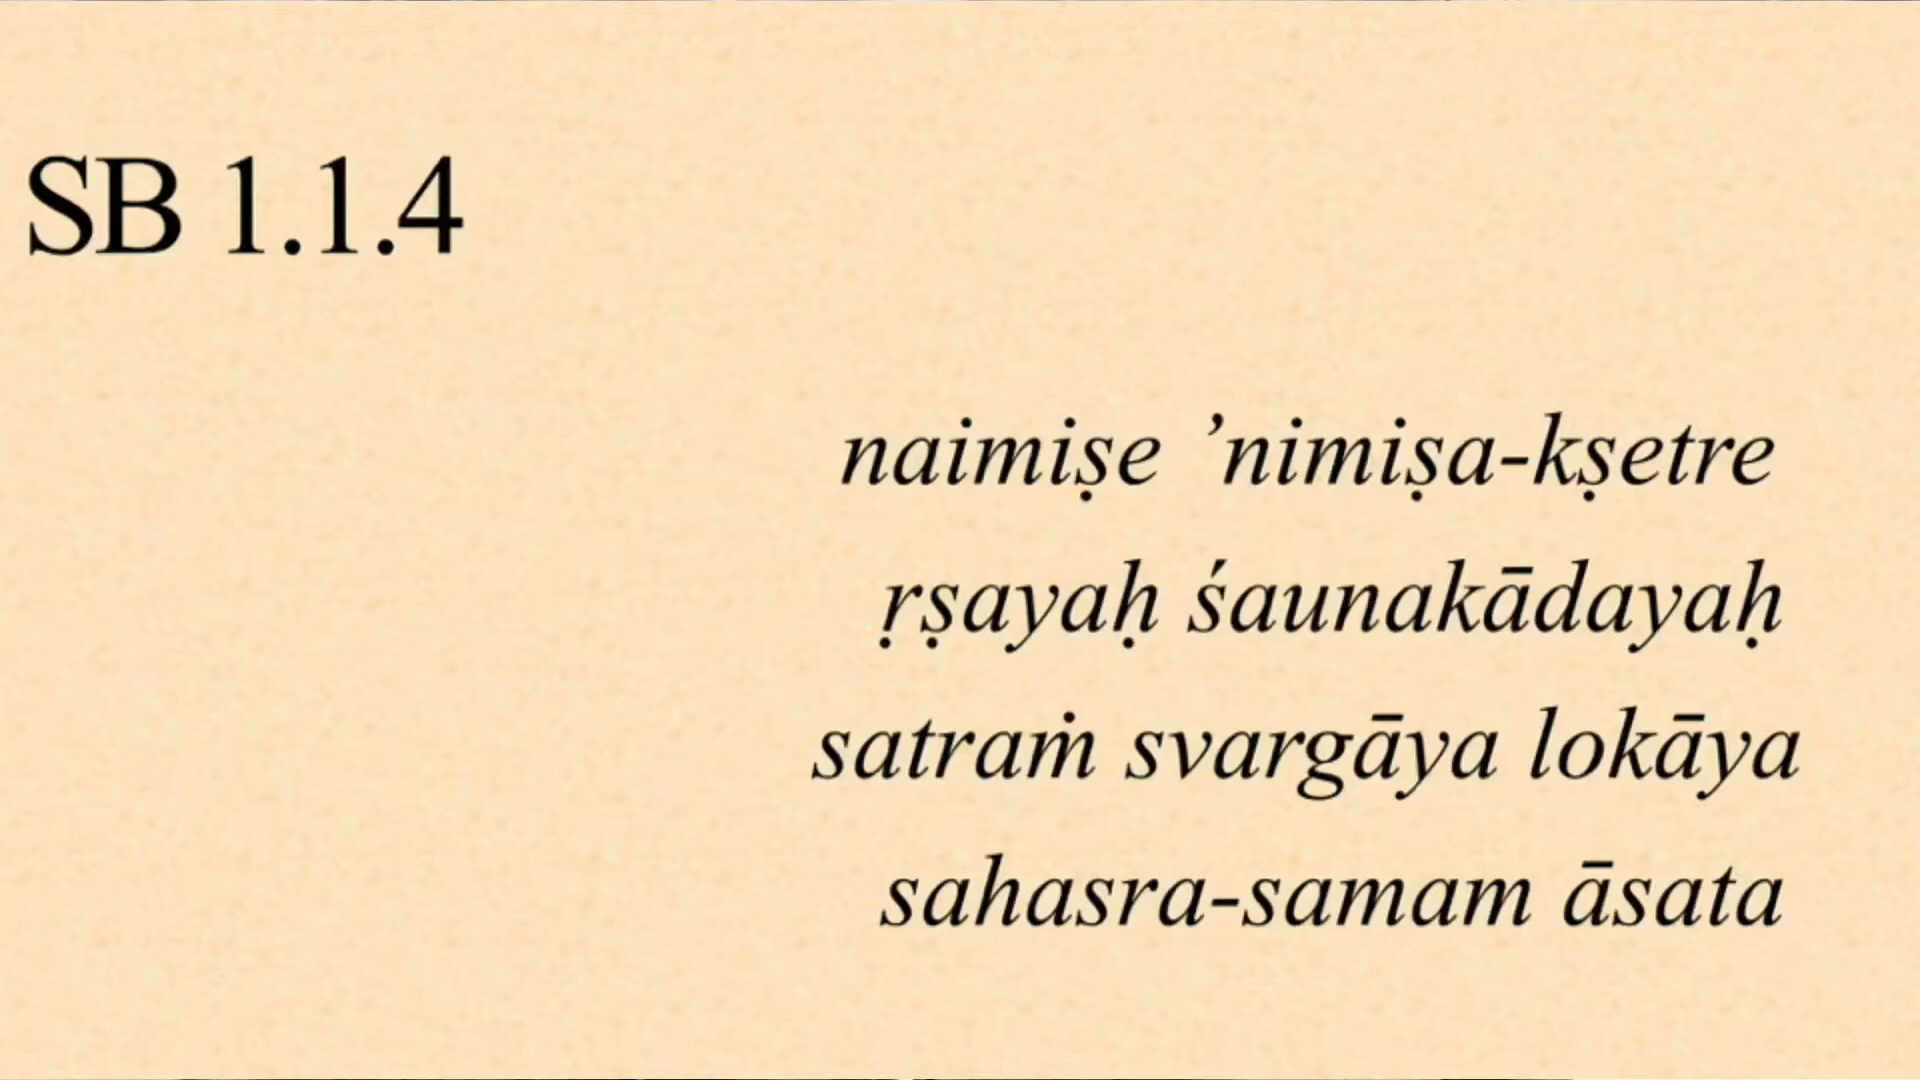 SB 1.1.4
naimiṣe ’nimiṣa-kṣetre
ṛṣayaḥ śaunakādayaḥ
satraṁ svargāya lokāya
sahasra-samam āsata